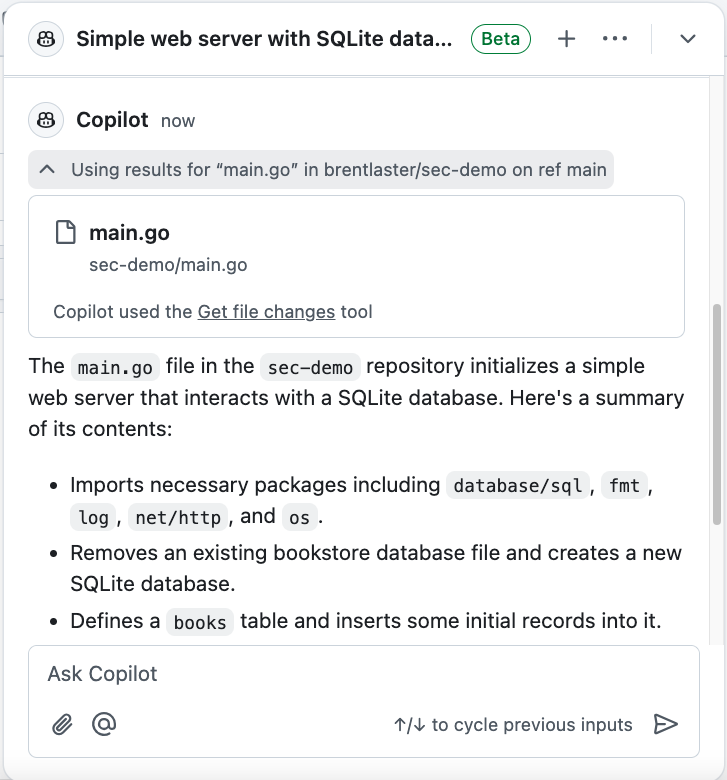 Simple web server with SQLite data... Beta
Copilot now
Using results for “main.go” in brentlaster/sec-demo on ref main
main.go
sec-demo/main.go
Copilot used the Get file changes tool
The main.go file in the sec-demo repository initializes a simple
web server that interacts with a SQLite database. Here's a summary
of its contents:
• Imports necessary packages including database/sql, fmt,
log, net/http, and os.
• Removes an existing bookstore database file and creates a new
SQLite database.
• Defines a books table and inserts some initial records into it.
Ask Copilot
↑/↓ to cycle previous inputs